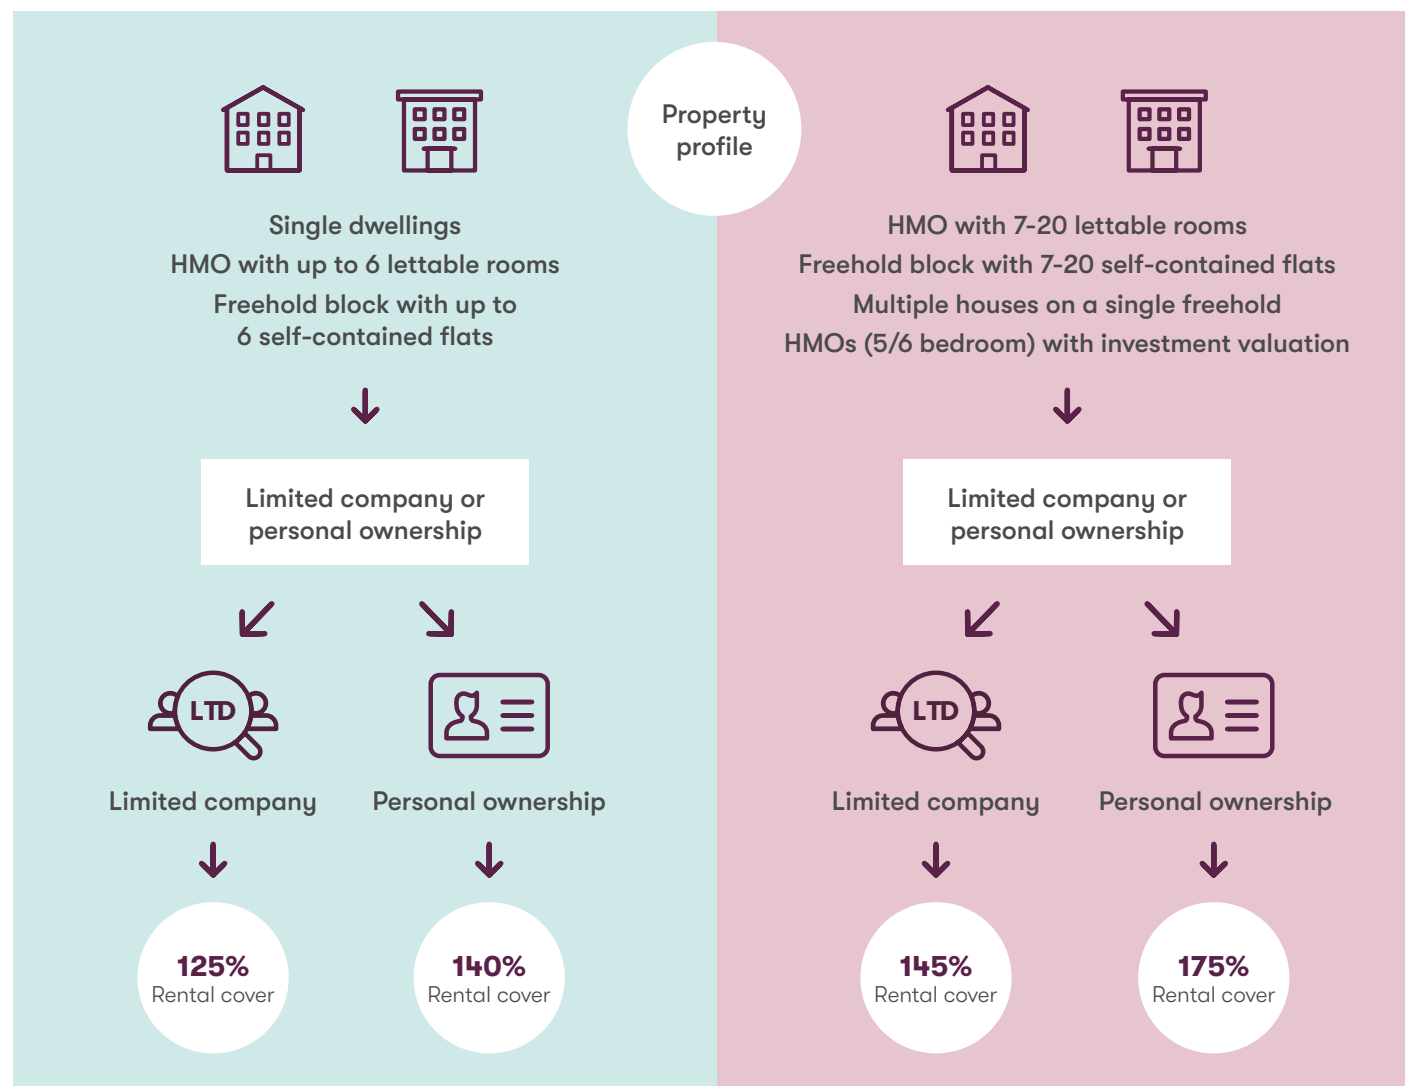 Property
profile
Single dwellings
HMO with up to 6 lettable rooms
Freehold block with up to
6 self-contained flats
Limited company or
personal ownership
LTD
Limited company
Personal ownership
125%
Rental cover
140%
Rental cover
HMO with 7-20 lettable rooms
Freehold block with 7-20 self-contained flats
Multiple houses on a single freehold
HMOs (5/6 bedroom) with investment valuation
Limited company or
personal ownership
LTD
Limited company
Personal ownership
145%
Rental cover
175%
Rental cover